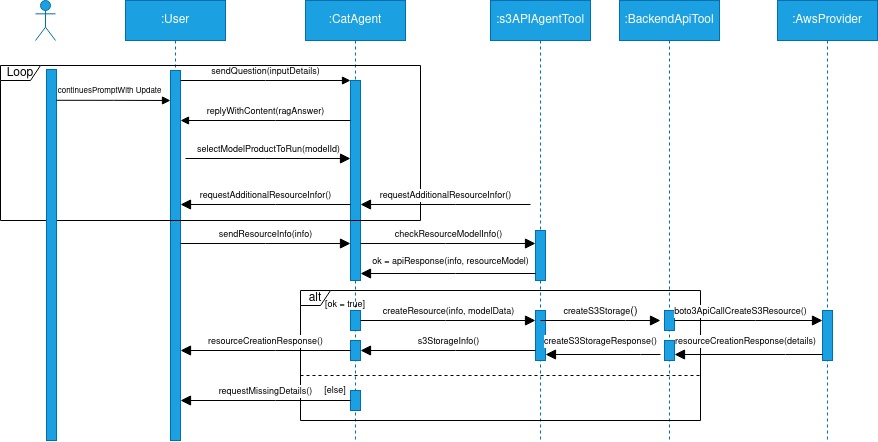 :User
:CatAgent
:s3APIAgentTool
:BackendApiTool
:AwsProvider
Loop
sendQuestion(inputDetails)
continuesPromptWith Update
replyWithContent(ragAnswer)
selectModelProductToRun(modelId)
requestAdditionalResourceInfor()
requestAdditionalResourceInfor()
sendResourceInfo(info)
checkResourceModelInfo()
ok = apiResponse(info, resourceModel)
alt
[ok = true]
createResource(info, modelData)
createS3Storage()
boto3ApiCallCreateS3Resource()
resourceCreationResponse()
s3StorageInfo()
createS3StorageResponse()
resourceCreationResponse(details)
requestMissingDetails()
[else]